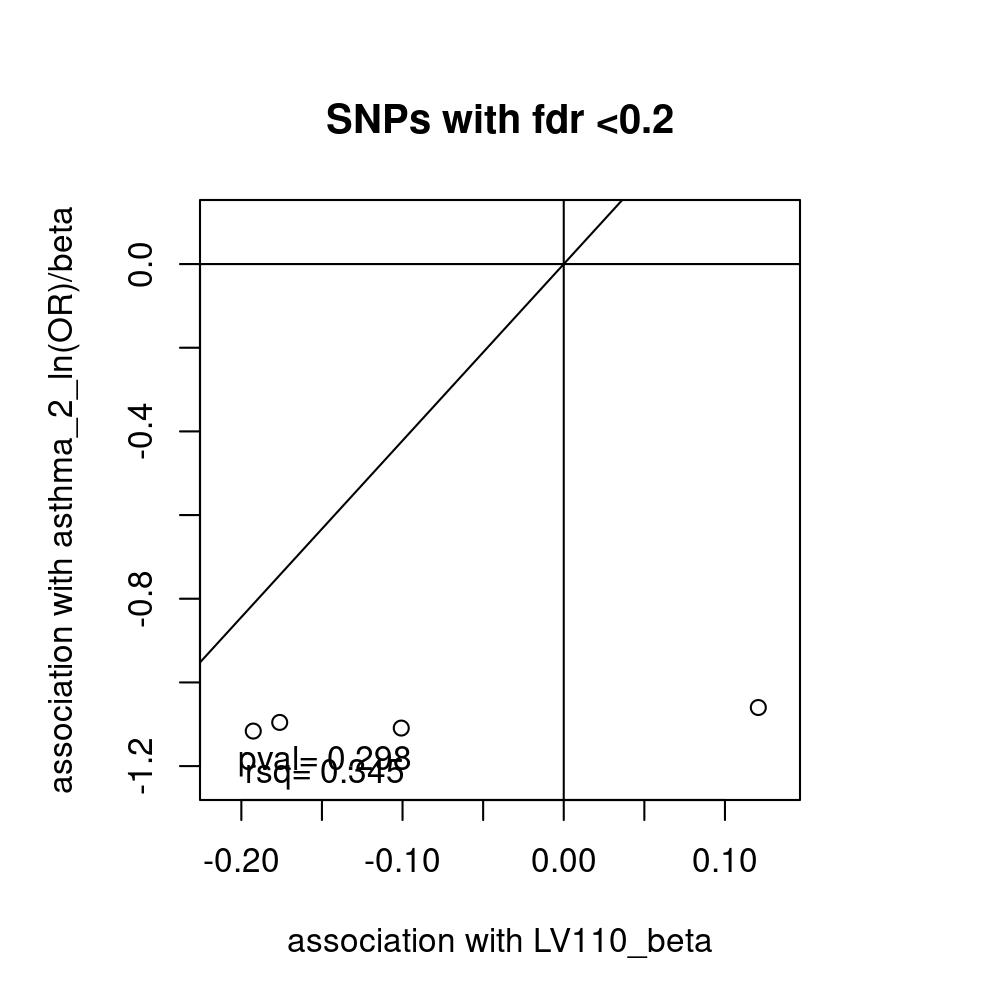 SNPs with fdr <0.2
association with asthma_2_ln(OR)/beta
0.0
-0.4
-0.8
-1.2
pval= 0.298
rsq= 0.345
-0.20
-0.10
0.00
0.10
association with LV110_beta